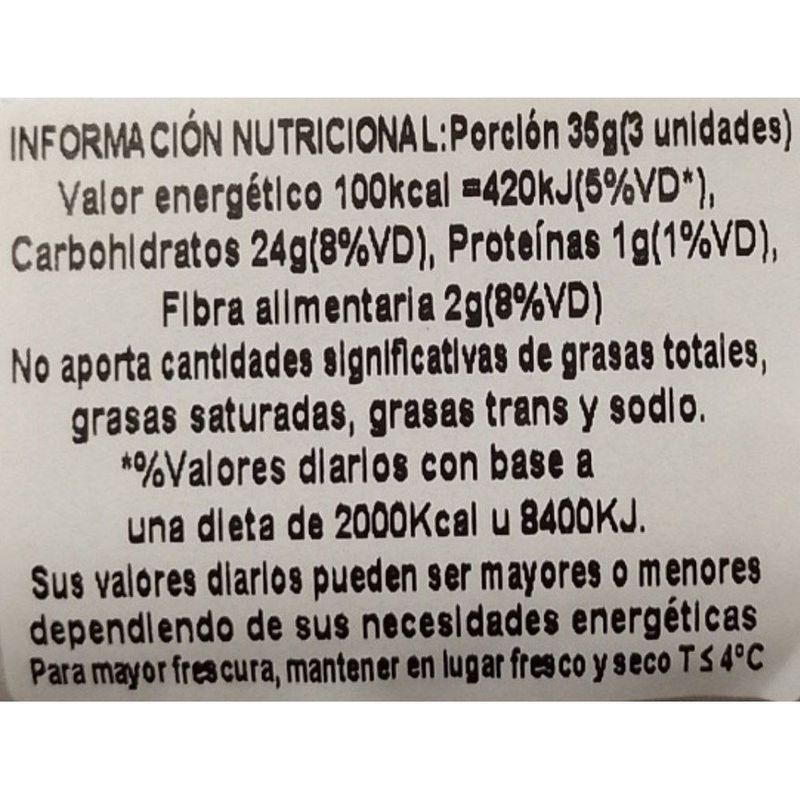 INFORMACIÓN NUTRICIONAL:Porción 35g(3 unidades)
Valor energético 100kcal =420kJ(5%VD*),
Carbohidratos 24g(8%VD), Proteínas 1g(1%VD),
Fibra alimentaria 2g(8%VD)
No aporta cantidades significativas de grasas totales,
grasas saturadas, grasas trans y sodio.
*%Valores diarios con base a
una dieta de 2000Kcal u 8400KJ.
Sus valores diarios pueden ser mayores o menores
dependiendo de sus necesidades energéticas
Para mayor frescura, mantener en lugar fresco y seco T ≤ 4ºC